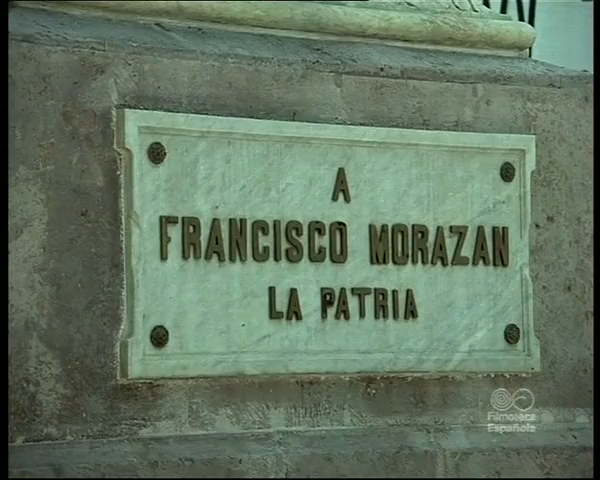 A
FRANCISCO MORAZAN
LA PATRIA
Filmoteca
Española